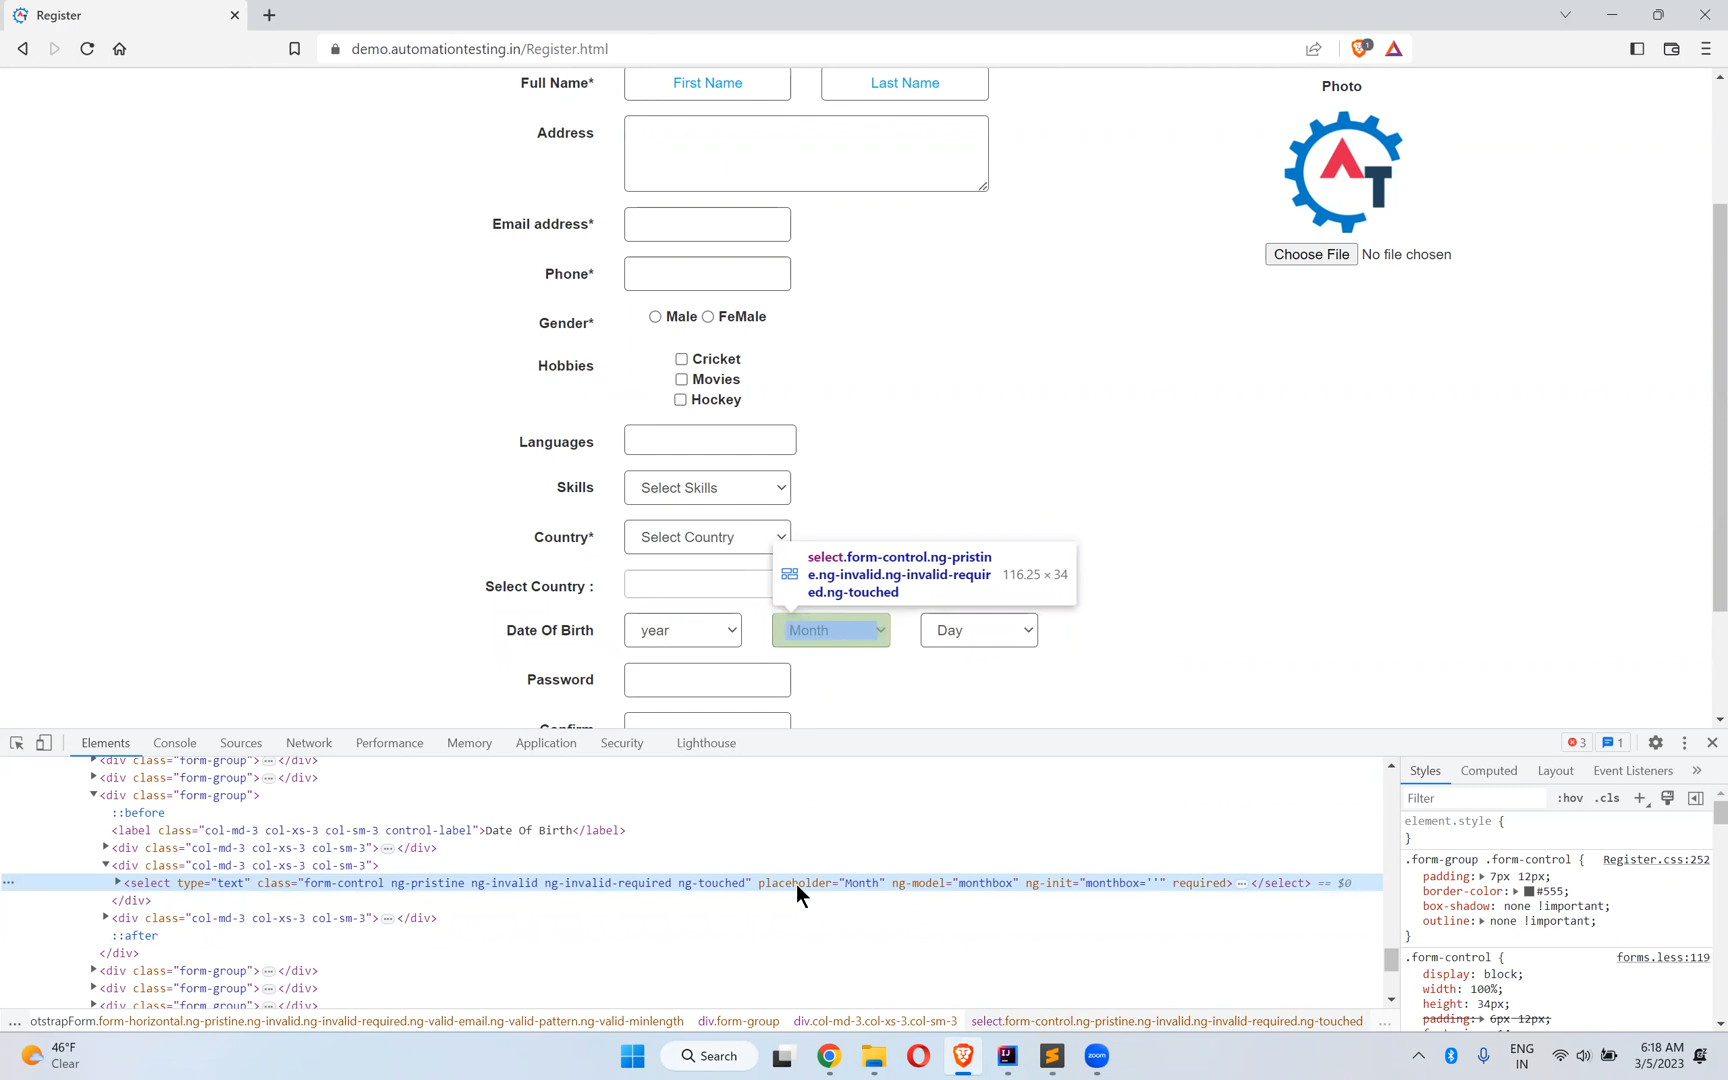 Register
demo.automationtesting.in/Register.html
1
Full Name*
First Name
Last Name
Photo
Address
Email address*
Choose File No file chosen
Phone*
Gender*
Male FeMale
Hobbies
Cricket
Movies
Hockey
Languages
Skills
Select Skills
Country*
Select Country
select.form-control.ng-pristin
e.ng-invalid.ng-invalid-requir
ed.ng-touched
116.25 × 34
Select Country :
Date Of Birth
year
Month
Day
Password
Elements Console Sources Network Performance Memory Application Security Lighthouse
3
1
<div class="form-group">…</div>
<div class="form-group">…</div>
<div class="form-group">
::before
<label class="col-md-3 col-xs-3 col-sm-3 control-label">Date Of Birth</label>
<div class="col-md-3 col-xs-3 col-sm-3">…</div>
<div class="col-md-3 col-xs-3 col-sm-3">
<select type="text" class="form-control ng-pristine ng-invalid ng-invalid-required ng-touched" placeholder="Month" ng-model="monthbox" ng-init="monthbox=''" required>…</select> == $0
</div>
<div class="col-md-3 col-xs-3 col-sm-3">…</div>
::after
</div>
<div class="form-group">…</div>
<div class="form-group">…</div>
<div class="form-group">…</div>
… otstrapForm.form-horizontal.ng-pristine.ng-invalid.ng-invalid-required.ng-valid-email.ng-valid-pattern.ng-valid-minlength div.form-group div.col-md-3.col-xs-3.col-sm-3 select.form-control.ng-pristine.ng-invalid.ng-invalid-required.ng-touched …
Styles Computed Layout Event Listeners »
Filter
:hov .cls +
element.style {
}
.form-group .form-control { Register.css:252
padding: 7px 12px;
border-color: #555;
box-shadow: none !important;
outline: none !important;
}
.form-control { forms.less:119
display: block;
width: 100%;
height: 34px;
padding: 6px 12px;
46°F
Clear
Search
zoom
ENG
IN
6:18 AM
3/5/2023